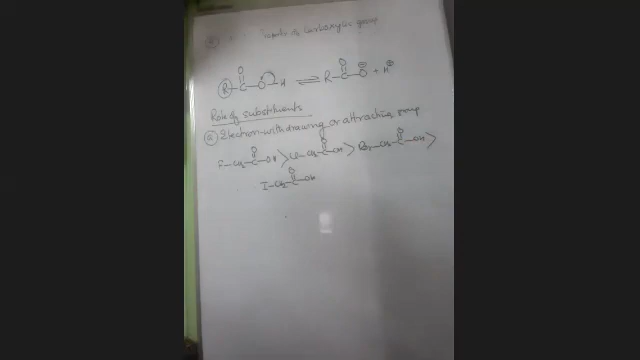 of carboxylic group
O O ⊖
R-C-O-H ⇌ R-C-O + H⊕
Role of substituents
(a) Electron withdrawing or attracting group
F-CH2-C(=O)-OH > Cl-CH2-C(=O)-OH > Br-CH2-C(=O)-OH >
I-CH2-C(=O)-OH